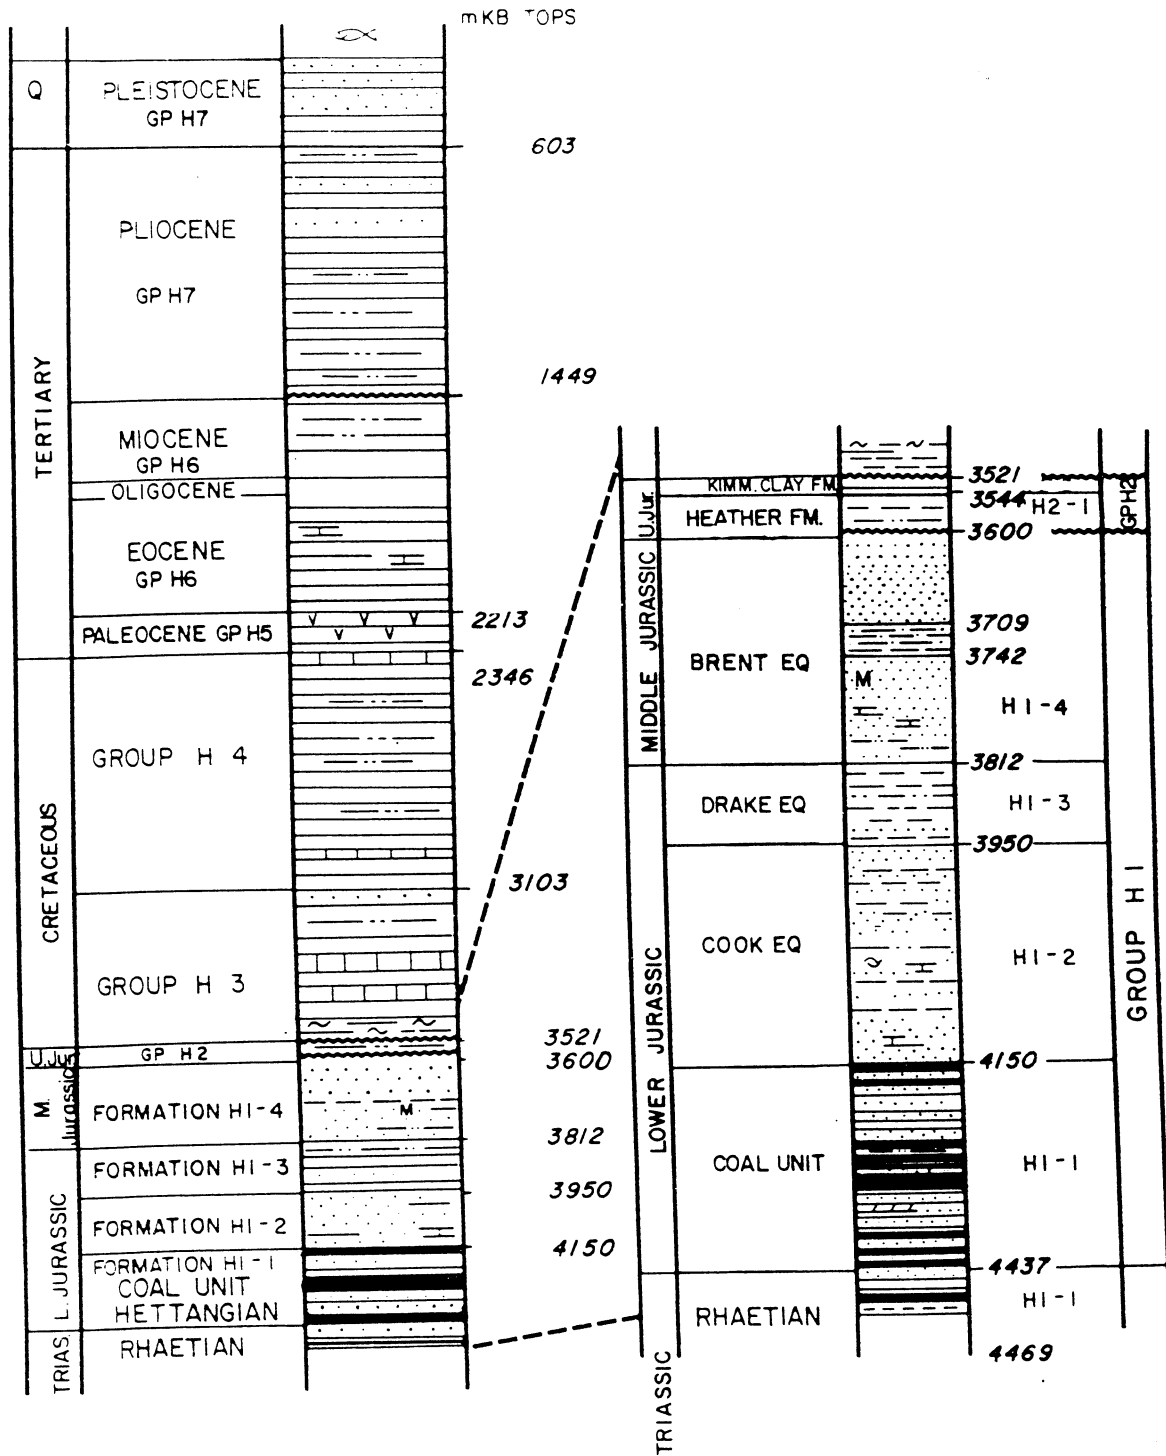 mKB TOPS
Q
PLEISTOCENE
GP H7
603
PLIOCENE
GP H7
TERTIARY
1449
MIOCENE
GP H6
OLIGOCENE
EOCENE
GP H6
2213
PALEOCENE GP H5
2346
GROUP H 4
CRETACEOUS
3103
GROUP H 3
3521
U.Jur
GP H2
3600
M. Jurassic
FORMATION H1-4
M
3812
FORMATION H1-3
3950
L. JURASSIC
FORMATION H1-2
4150
FORMATION H1-1
COAL UNIT
HETTANGIAN
TRIAS.
RHAETIAN
3521
U.Jur.
KIMM. CLAY FM.
3544
H2-1
GP H2
HEATHER FM.
3600
MIDDLE JURASSIC
3709
BRENT EQ
3742
M
H1-4
3812
DRAKE EQ
H1-3
3950
LOWER JURASSIC
COOK EQ
H1-2
GROUP H1
4150
COAL UNIT
H1-1
4437
H1-1
RHAETIAN
4469
TRIASSIC